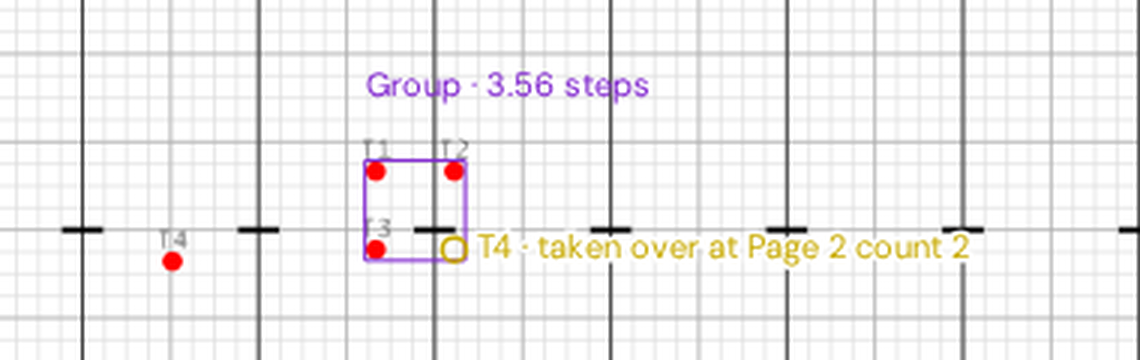 Group · 3.56 steps
T1 T2
T3
T4
T4 · taken over at Page 2 count 2